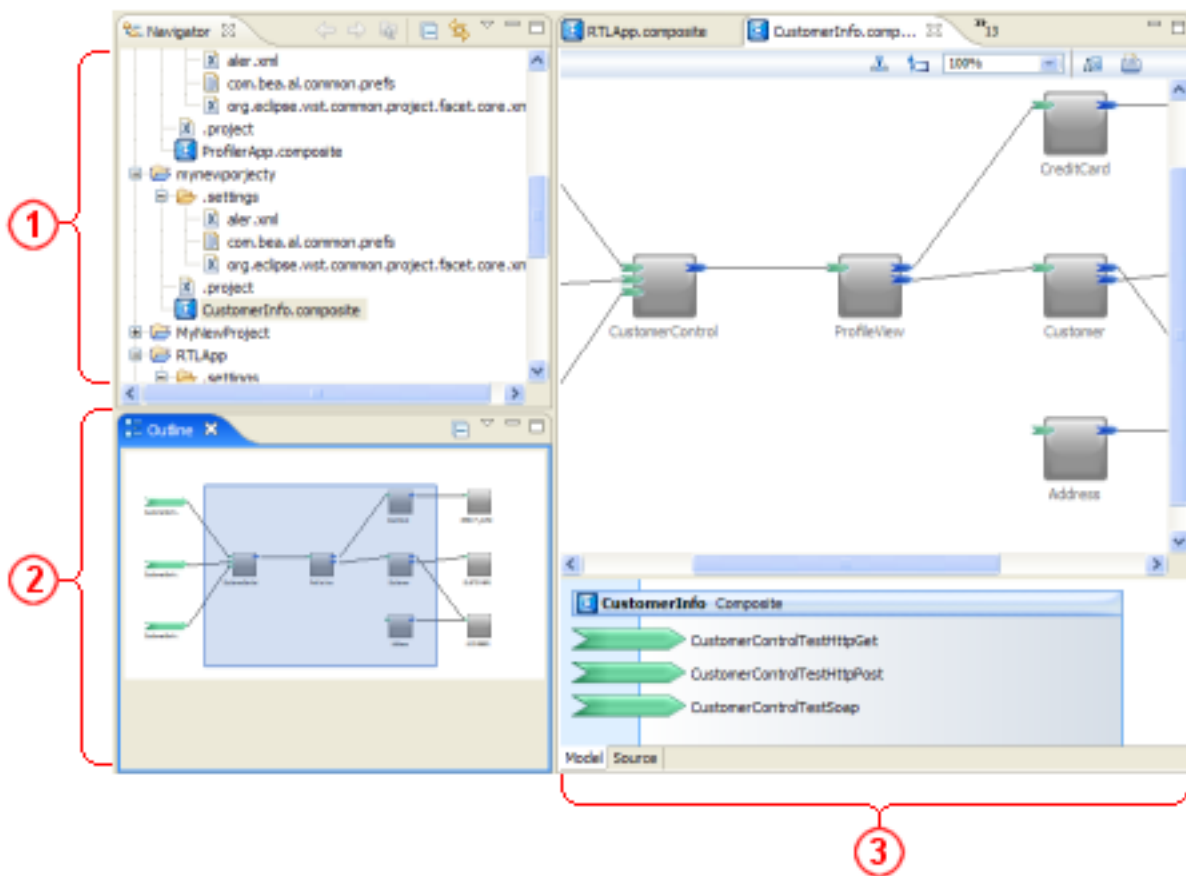 Navigator
aler.xml
com.bea.al.common.prefs
org.eclipse.wst.common.project.facet.core.xm
.project
ProfilerApp.composite
mynewporjecty
.settings
aler.xml
com.bea.al.common.prefs
org.eclipse.wst.common.project.facet.core.xm
.project
CustomerInfo.composite
MyNewProject
RTLApp
.settings
1
Outline
2
RTLApp.composite
CustomerInfo.comp...
»13
100%
CreditCard
CustomerControl
ProfileView
Customer
Address
CustomerInfo Composite
CustomerControlTestHttpGet
CustomerControlTestHttpPost
CustomerControlTestSoap
Model
Source
3